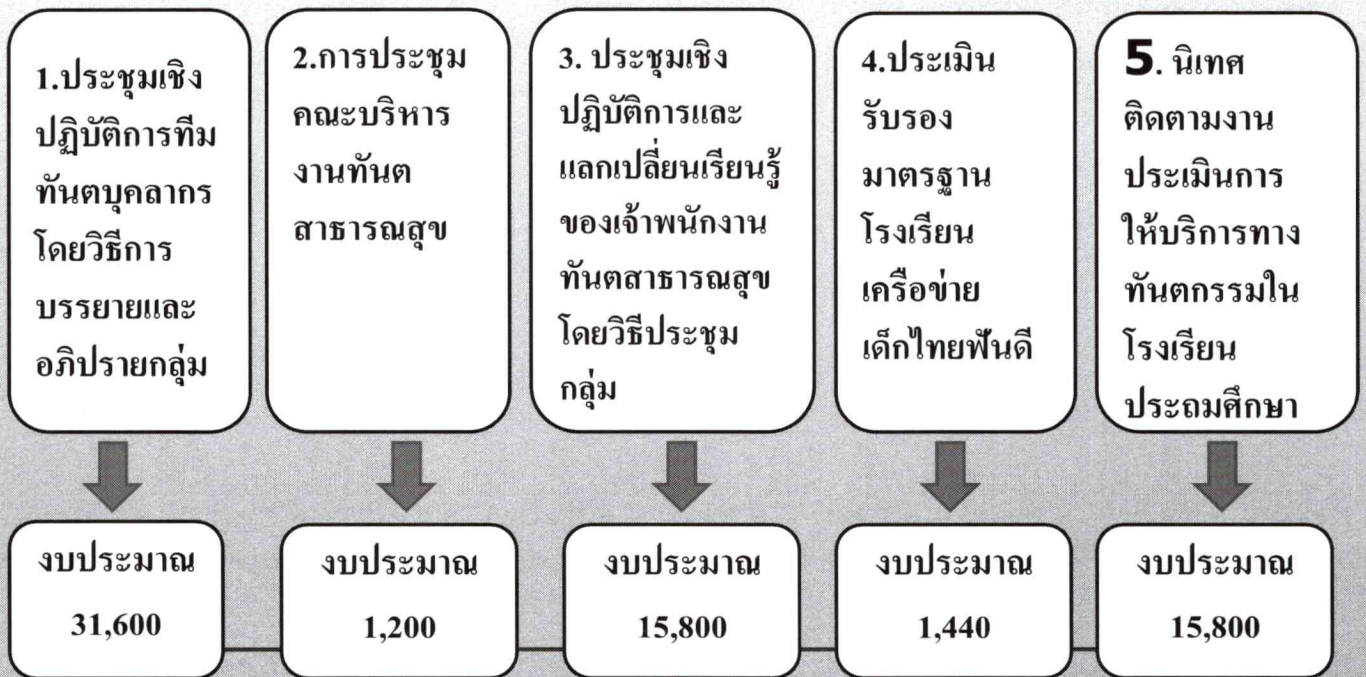 1.ประชุมเชิง
ปฏิบัติการทีม
ทันตบุคลากร
โดยวิธีการ
บรรยายและ
อภิปรายกลุ่ม
2.การประชุม
คณะบริหาร
งานทันต
สาธารณสุข
3. ประชุมเชิง
ปฏิบัติการและ
แลกเปลี่ยนเรียนรู้
ของเจ้าพนักงาน
ทันตสาธารณสุข
โดยวิธีประชุม
กลุ่ม
4.ประเมิน
รับรอง
มาตรฐาน
โรงเรียน
เครือข่าย
เด็กไทยฟันดี
5. นิเทศ
ติดตามงาน
ประเมินการ
ให้บริการทาง
ทันตกรรมใน
โรงเรียน
ประถมศึกษา
งบประมาณ
31,600
งบประมาณ
1,200
งบประมาณ
15,800
งบประมาณ
1,440
งบประมาณ
15,800